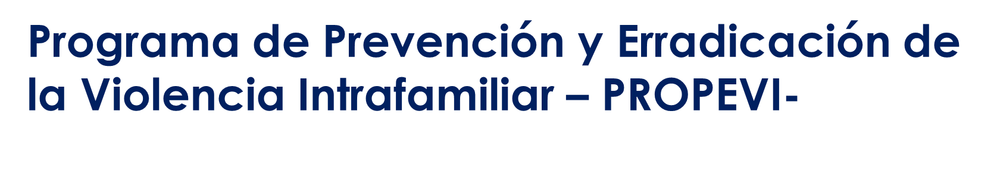 Programa de Prevención y Erradicación de
la Violencia Intrafamiliar – PROPEVI-